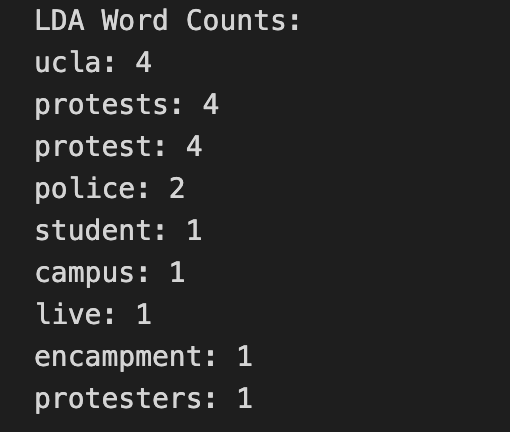 LDA Word Counts:
ucla: 4
protests: 4
protest: 4
police: 2
student: 1
campus: 1
live: 1
encampment: 1
protesters: 1